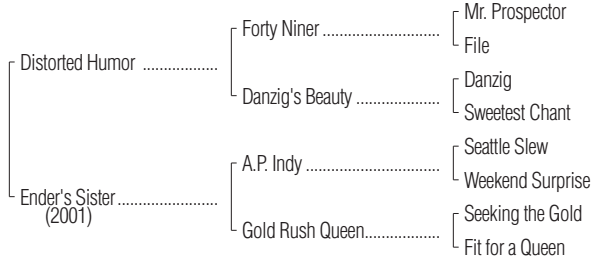 Mr. Prospector
Forty Niner ............................
File
Distorted Humor ...................
Danzig
Danzig's Beauty ....................
Sweetest Chant
Seattle Slew
A.P. Indy ................................
Weekend Surprise
Ender's Sister ........................
(2001)
Seeking the Gold
Gold Rush Queen..................
Fit for a Queen